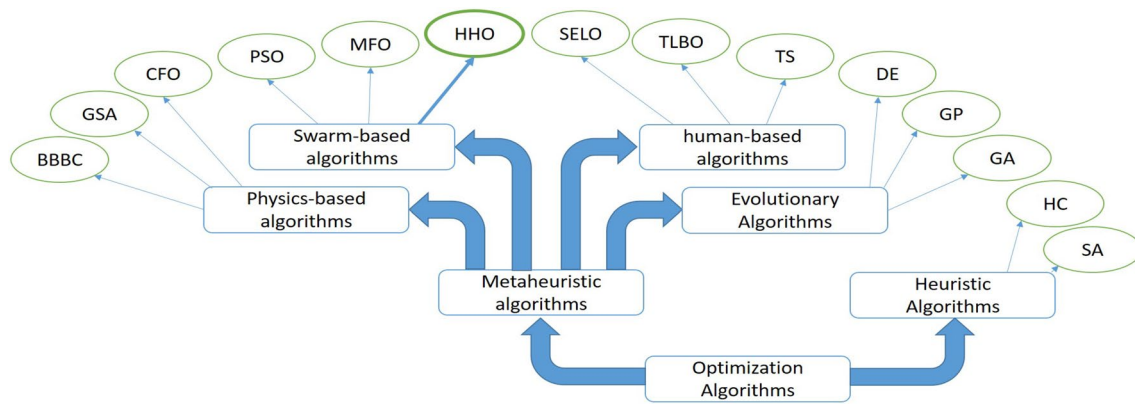 HHO
SELO
MFO
TLBO
PSO
TS
CFO
DE
GSA
GP
BBBC
Swarm-based
algorithms
human-based
algorithms
GA
Physics-based
algorithms
Evolutionary
Algorithms
HC
SA
Metaheuristic
algorithms
Heuristic
Algorithms
Optimization
Algorithms